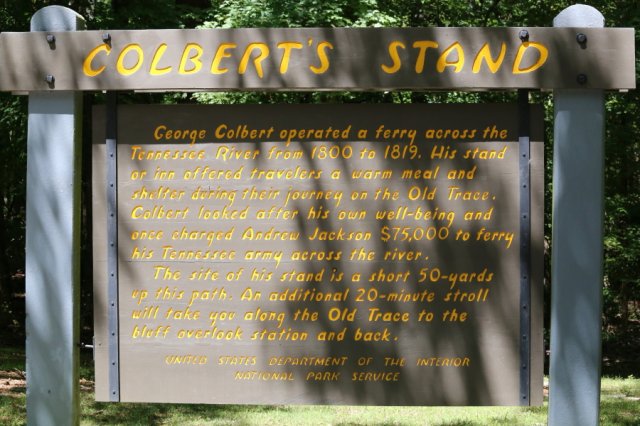 COLBERT'S STAND
George Colbert operated a ferry across the
Tennessee River from 1800 to 1819. His stand
or inn offered travelers a warm meal and
shelter during their journey on the Old Trace.
Colbert looked after his own well-being and
once charged Andrew Jackson $75,000 to ferry
his Tennessee army across the river.
The site of his stand is a short 50-yards
up this path. An additional 20-minute stroll
will take you along the Old Trace to the
bluff overlook station and back.
UNITED STATES DEPARTMENT OF THE INTERIOR
NATIONAL PARK SERVICE